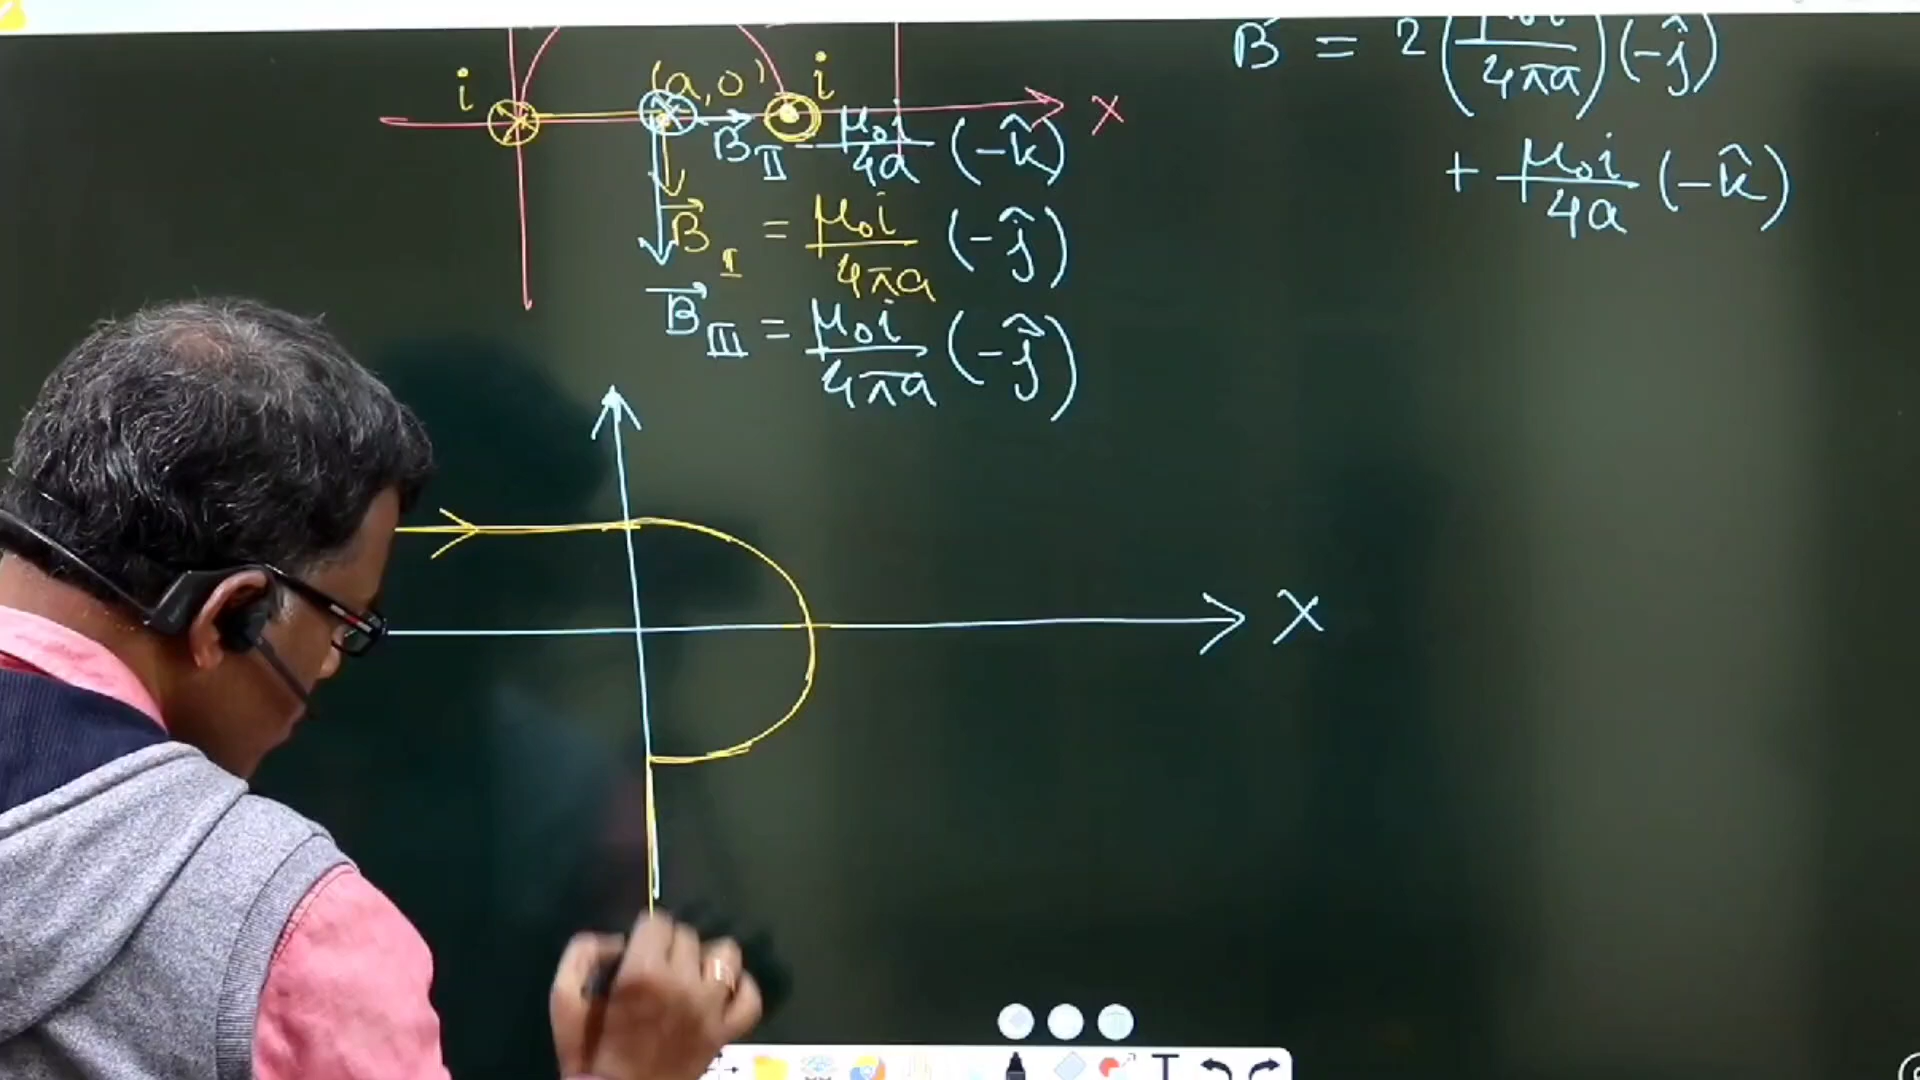 B = 2(μ₀i/4πa)(-ĵ)
+ μ₀i/4a (-k̂)
i (a,0) i
X
B_II = μ₀i/4a (-k̂)
B_I = μ₀i/4πa (-ĵ)
B_III = μ₀i/4πa (-ĵ)
X
T